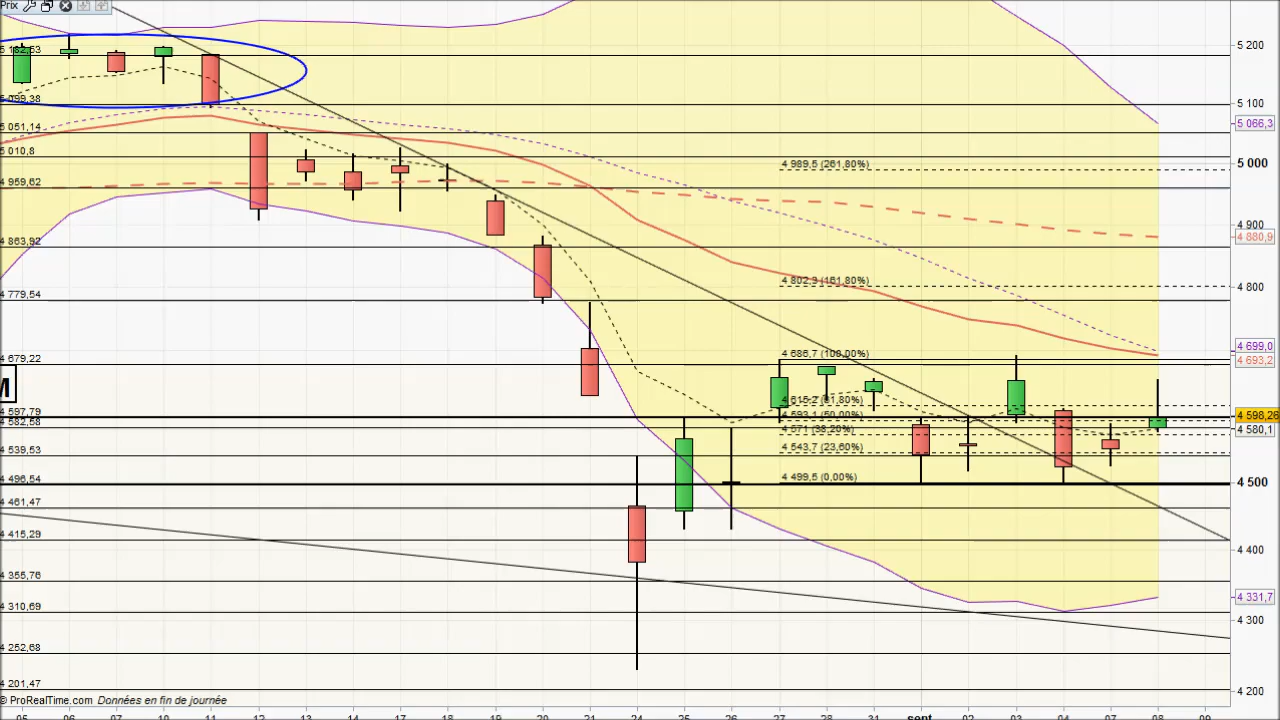 Prix
5 162,53
5 099,38
5 051,14
5 010,8
4 959,62
4 863,92
4 779,54
4 679,22
M
4 597,79
4 582,58
4 539,53
4 496,54
4 461,47
4 415,29
4 355,76
4 310,69
4 252,68
4 201,47
4 989,5 (261,80%)
4 802,3 (161,80%)
4 686,7 (100,00%)
4 615,2 (61,80%)
4 593,1 (50,00%)
4 571 (38,20%)
4 543,7 (23,60%)
4 499,5 (0,00%)
5 200
5 100
5 066,3
5 000
4 900
4 880,9
4 800
4 699,0
4 693,2
4 598,26
4 580,1
4 500
4 400
4 331,7
4 300
4 200
© ProRealTime.com Données en fin de journée
05 06 07 10 11 12 13 14 17 18 19 20 21 24 25 26 27 28 31 sept 02 03 04 07 08 09